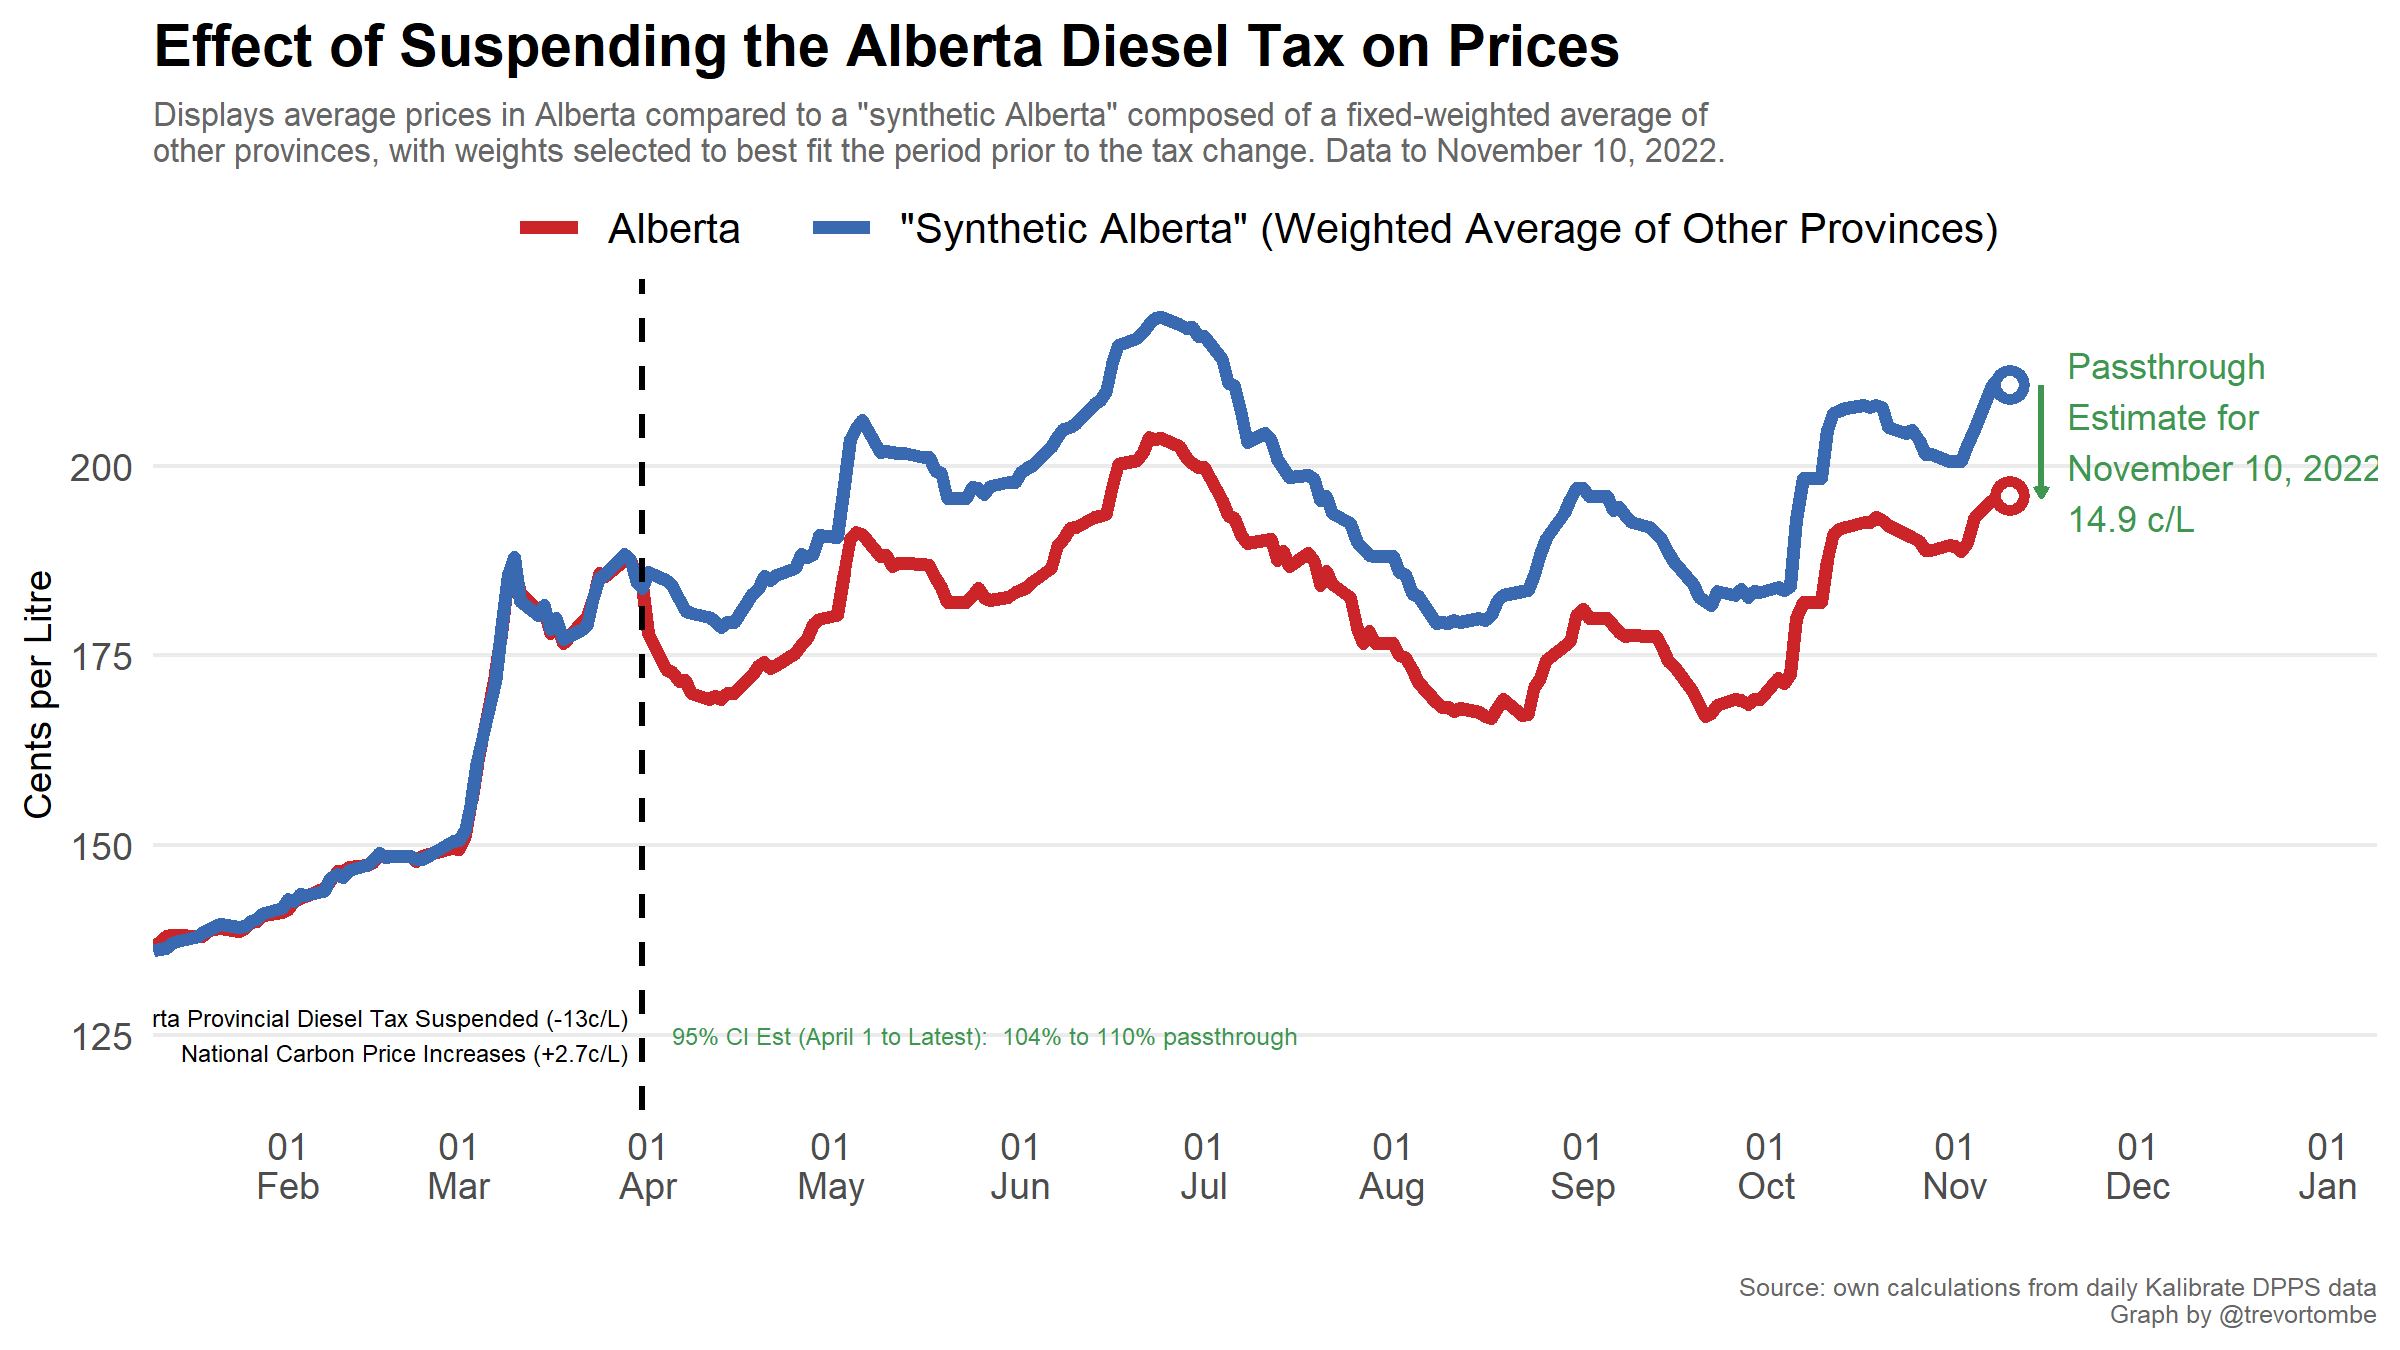 Effect of Suspending the Alberta Diesel Tax on Prices
Displays average prices in Alberta compared to a "synthetic Alberta" composed of a fixed-weighted average of
other provinces, with weights selected to best fit the period prior to the tax change. Data to November 10, 2022.
Alberta
"Synthetic Alberta" (Weighted Average of Other Provinces)
Cents per Litre
200
175
150
125
Passthrough
Estimate for
November 10, 2022
14.9 c/L
rta Provincial Diesel Tax Suspended (-13c/L)
National Carbon Price Increases (+2.7c/L)
95% CI Est (April 1 to Latest): 104% to 110% passthrough
01 Feb
01 Mar
01 Apr
01 May
01 Jun
01 Jul
01 Aug
01 Sep
01 Oct
01 Nov
01 Dec
01 Jan
Source: own calculations from daily Kalibrate DPPS data
Graph by @trevortombe